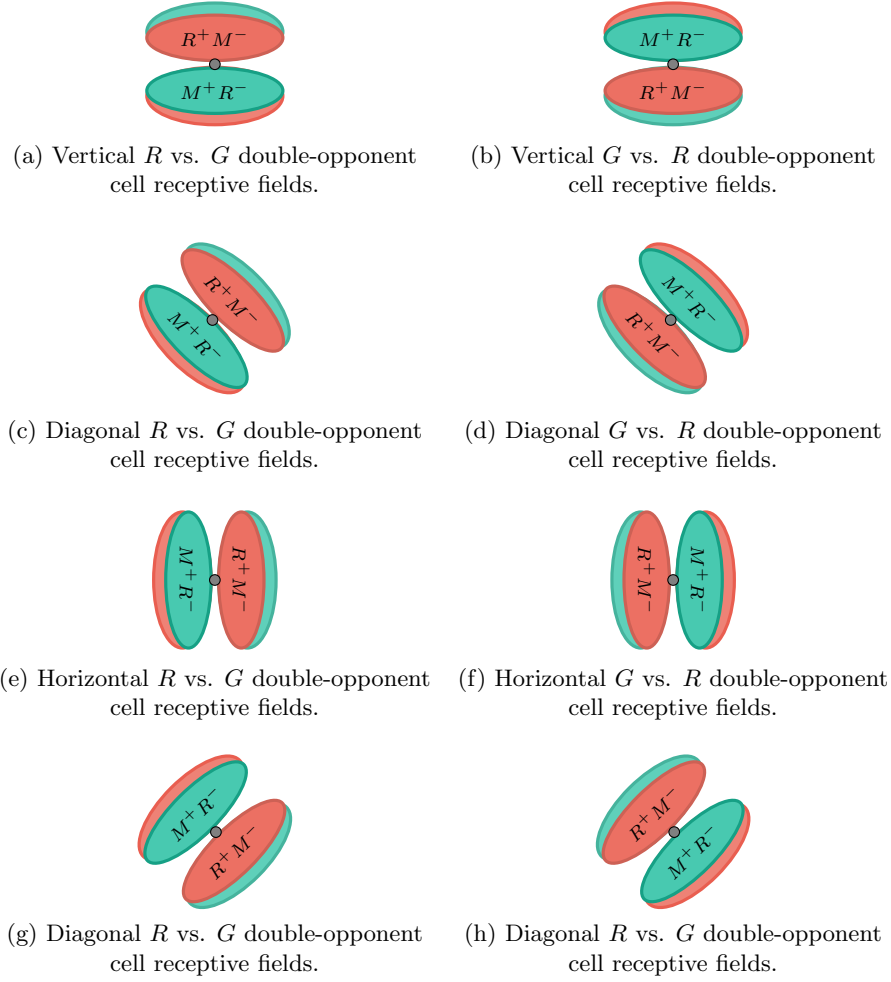 R⁺M⁻
M⁺R⁻
(a) Vertical R vs. G double-opponent
cell receptive fields.
M⁺R⁻
R⁺M⁻
(b) Vertical G vs. R double-opponent
cell receptive fields.
R⁺M⁻
M⁺R⁻
(c) Diagonal R vs. G double-opponent
cell receptive fields.
M⁺R⁻
R⁺M⁻
(d) Diagonal G vs. R double-opponent
cell receptive fields.
M⁺R⁻
R⁺M⁻
(e) Horizontal R vs. G double-opponent
cell receptive fields.
R⁺M⁻
M⁺R⁻
(f) Horizontal G vs. R double-opponent
cell receptive fields.
M⁺R⁻
R⁺M⁻
(g) Diagonal R vs. G double-opponent
cell receptive fields.
R⁺M⁻
M⁺R⁻
(h) Diagonal R vs. G double-opponent
cell receptive fields.